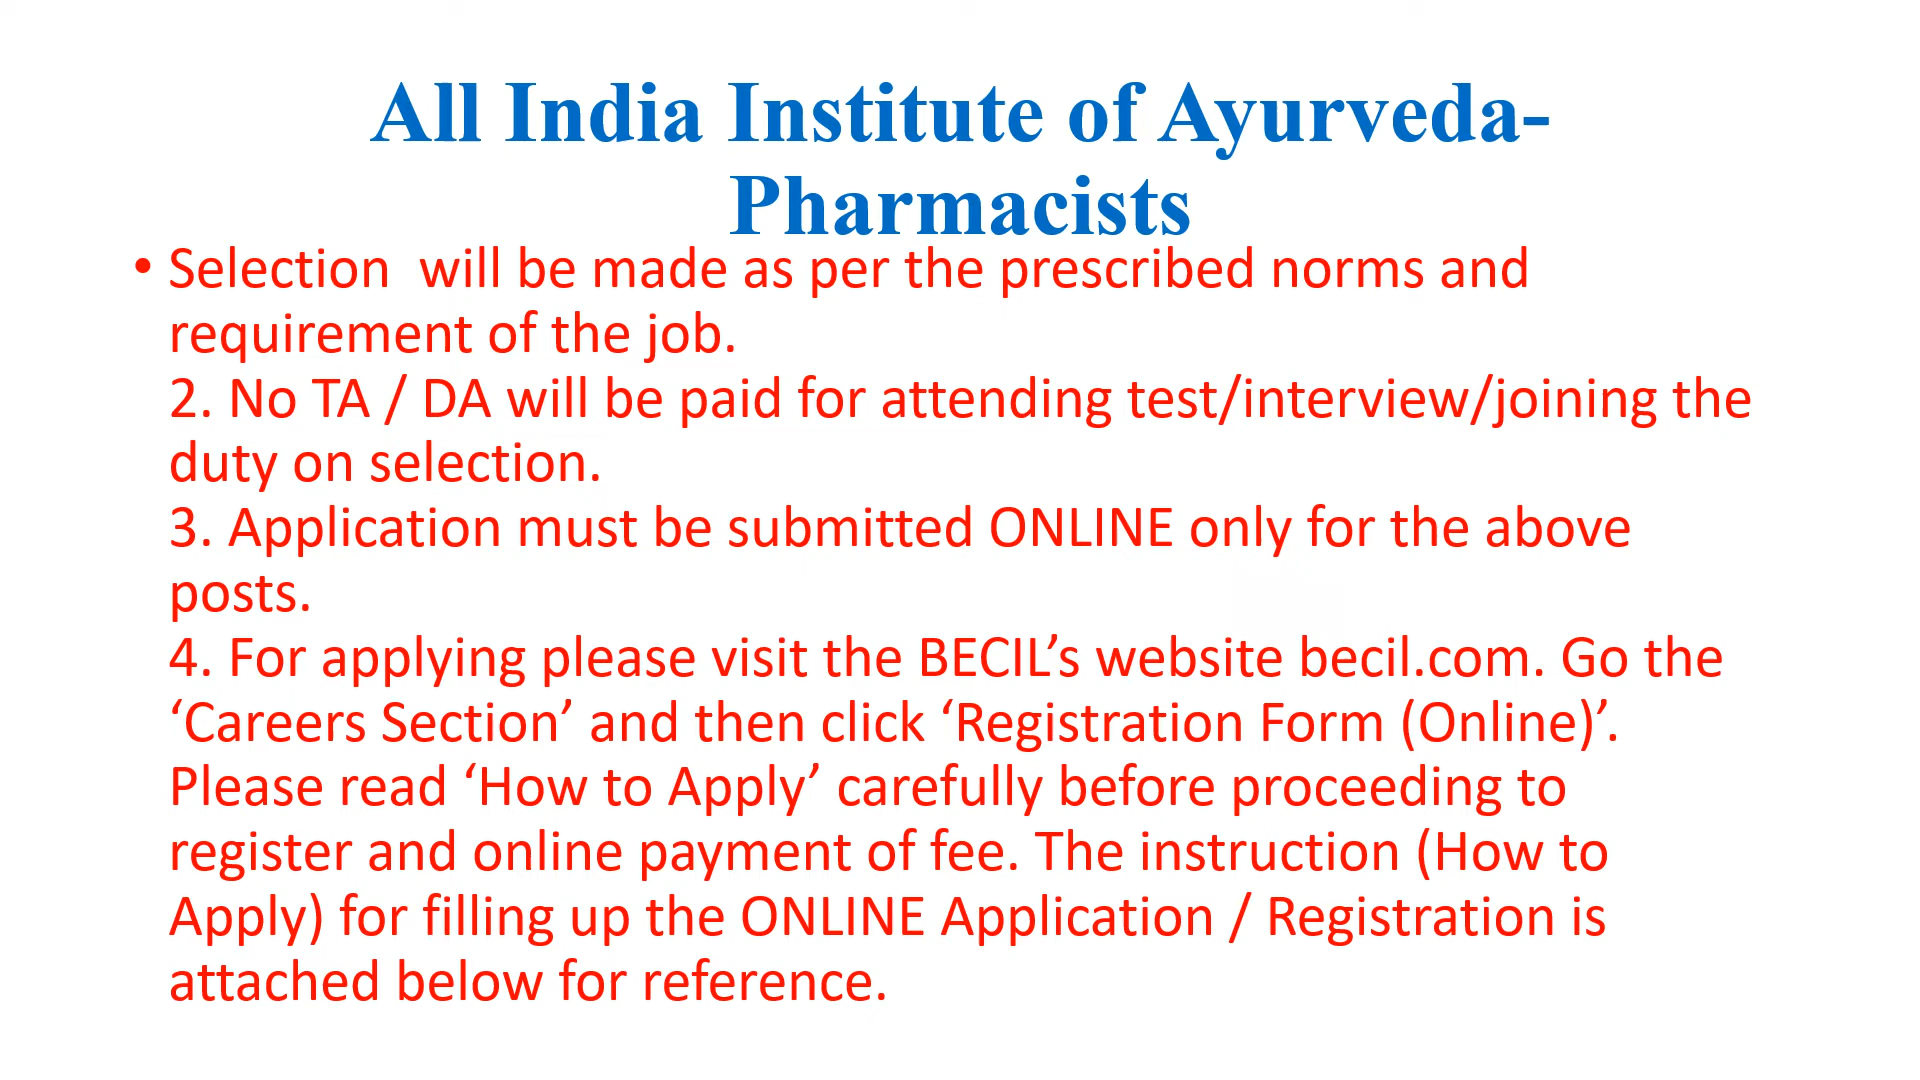 All India Institute of Ayurveda-
Pharmacists
• Selection  will be made as per the prescribed norms and
requirement of the job.
2. No TA / DA will be paid for attending test/interview/joining the
duty on selection.
3. Application must be submitted ONLINE only for the above
posts.
4. For applying please visit the BECIL’s website becil.com. Go the
‘Careers Section’ and then click ‘Registration Form (Online)’.
Please read ‘How to Apply’ carefully before proceeding to
register and online payment of fee. The instruction (How to
Apply) for filling up the ONLINE Application / Registration is
attached below for reference.